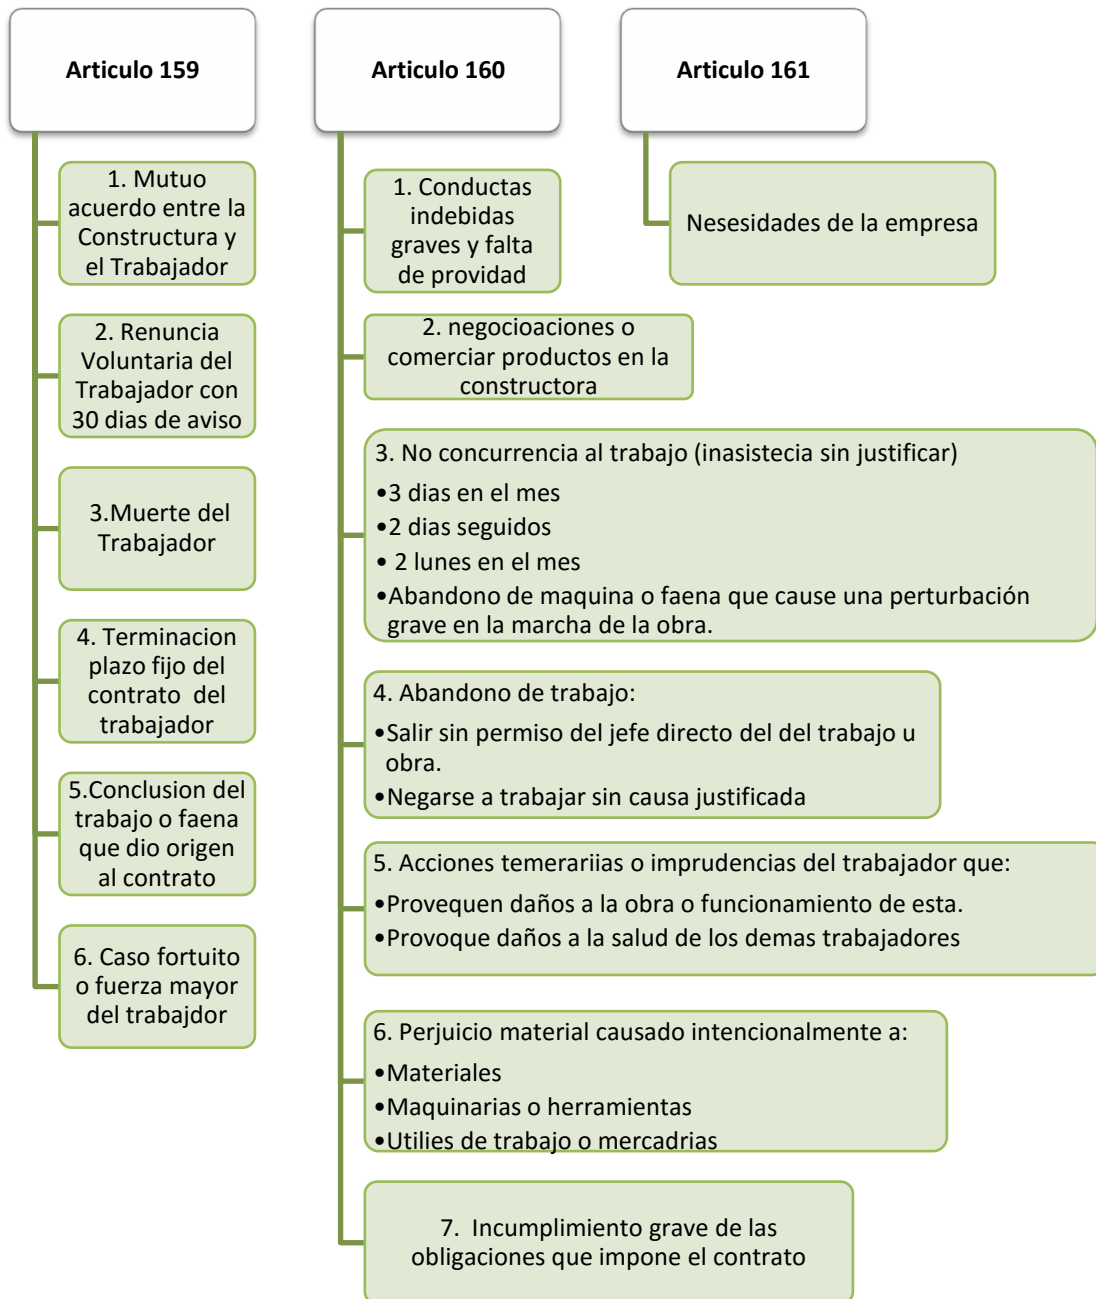 Articulo 159
Articulo 160
Articulo 161
1. Mutuo
acuerdo entre la
Constructura y
el Trabajador
2. Renuncia
Voluntaria del
Trabajador con
30 dias de aviso
3.Muerte del
Trabajador
4. Terminacion
plazo fijo del
contrato del
trabajador
5.Conclusion del
trabajo o faena
que dio origen
al contrato
6. Caso fortuito
o fuerza mayor
del trabajdor
1. Conductas
indebidas
graves y falta
de providad
2. negocioaciones o
comerciar productos en la
constructora
3. No concurrencia al trabajo (inasistecia sin justificar)
•3 dias en el mes
•2 dias seguidos
• 2 lunes en el mes
•Abandono de maquina o faena que cause una perturbación
grave en la marcha de la obra.
4. Abandono de trabajo:
•Salir sin permiso del jefe directo del del trabajo u
obra.
•Negarse a trabajar sin causa justificada
5. Acciones temerariias o imprudencias del trabajador que:
•Provequen daños a la obra o funcionamiento de esta.
•Provoque daños a la salud de los demas trabajadores
6. Perjuicio material causado intencionalmente a:
•Materiales
•Maquinarias o herramientas
•Utilies de trabajo o mercadrias
7. Incumplimiento grave de las
obligaciones que impone el contrato
Nesesidades de la empresa